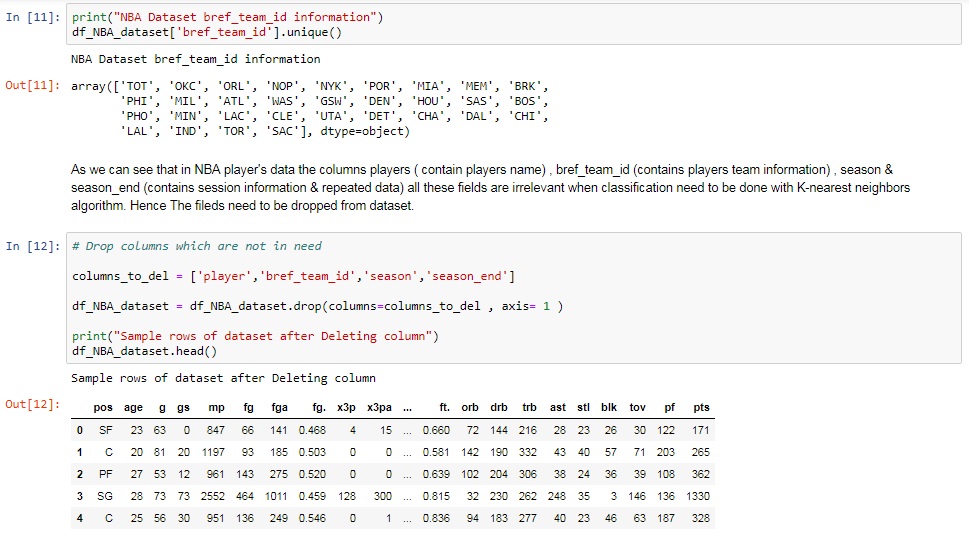 In [11]: print("NBA Dataset bref_team_id information")
df_NBA_dataset['bref_team_id'].unique()
NBA Dataset bref_team_id information
Out[11]: array(['TOT', 'OKC', 'ORL', 'NOP', 'NYK', 'POR', 'MIA', 'MEM', 'BRK',
'PHI', 'MIL', 'ATL', 'WAS', 'GSW', 'DEN', 'HOU', 'SAS', 'BOS',
'PHO', 'MIN', 'LAC', 'CLE', 'UTA', 'DET', 'CHA', 'DAL', 'CHI',
'LAL', 'IND', 'TOR', 'SAC'], dtype=object)
As we can see that in NBA player's data the columns players ( contain players name) , bref_team_id (contains players team information) , season &
season_end (contains session information & repeated data) all these fields are irrelevant when classification need to be done with K-nearest neighbors
algorithm. Hence The fileds need to be dropped from dataset.
In [12]: # Drop columns which are not in need
columns_to_del = ['player','bref_team_id','season','season_end']
df_NBA_dataset = df_NBA_dataset.drop(columns=columns_to_del , axis= 1 )
print("Sample rows of dataset after Deleting column")
df_NBA_dataset.head()
Sample rows of dataset after Deleting column
Out[12]: pos age g gs mp fg fga fg. x3p x3pa ... ft. orb drb trb ast stl blk tov pf pts
0 SF 23 63 0 847 66 141 0.468 4 15 ... 0.660 72 144 216 28 23 26 30 122 171
1 C 20 81 20 1197 93 185 0.503 0 0 ... 0.581 142 190 332 43 40 57 71 203 265
2 PF 27 53 12 961 143 275 0.520 0 0 ... 0.639 102 204 306 38 24 36 39 108 362
3 SG 28 73 73 2552 464 1011 0.459 128 300 ... 0.815 32 230 262 248 35 3 146 136 1330
4 C 25 56 30 951 136 249 0.546 0 1 ... 0.836 94 183 277 40 23 46 63 187 328